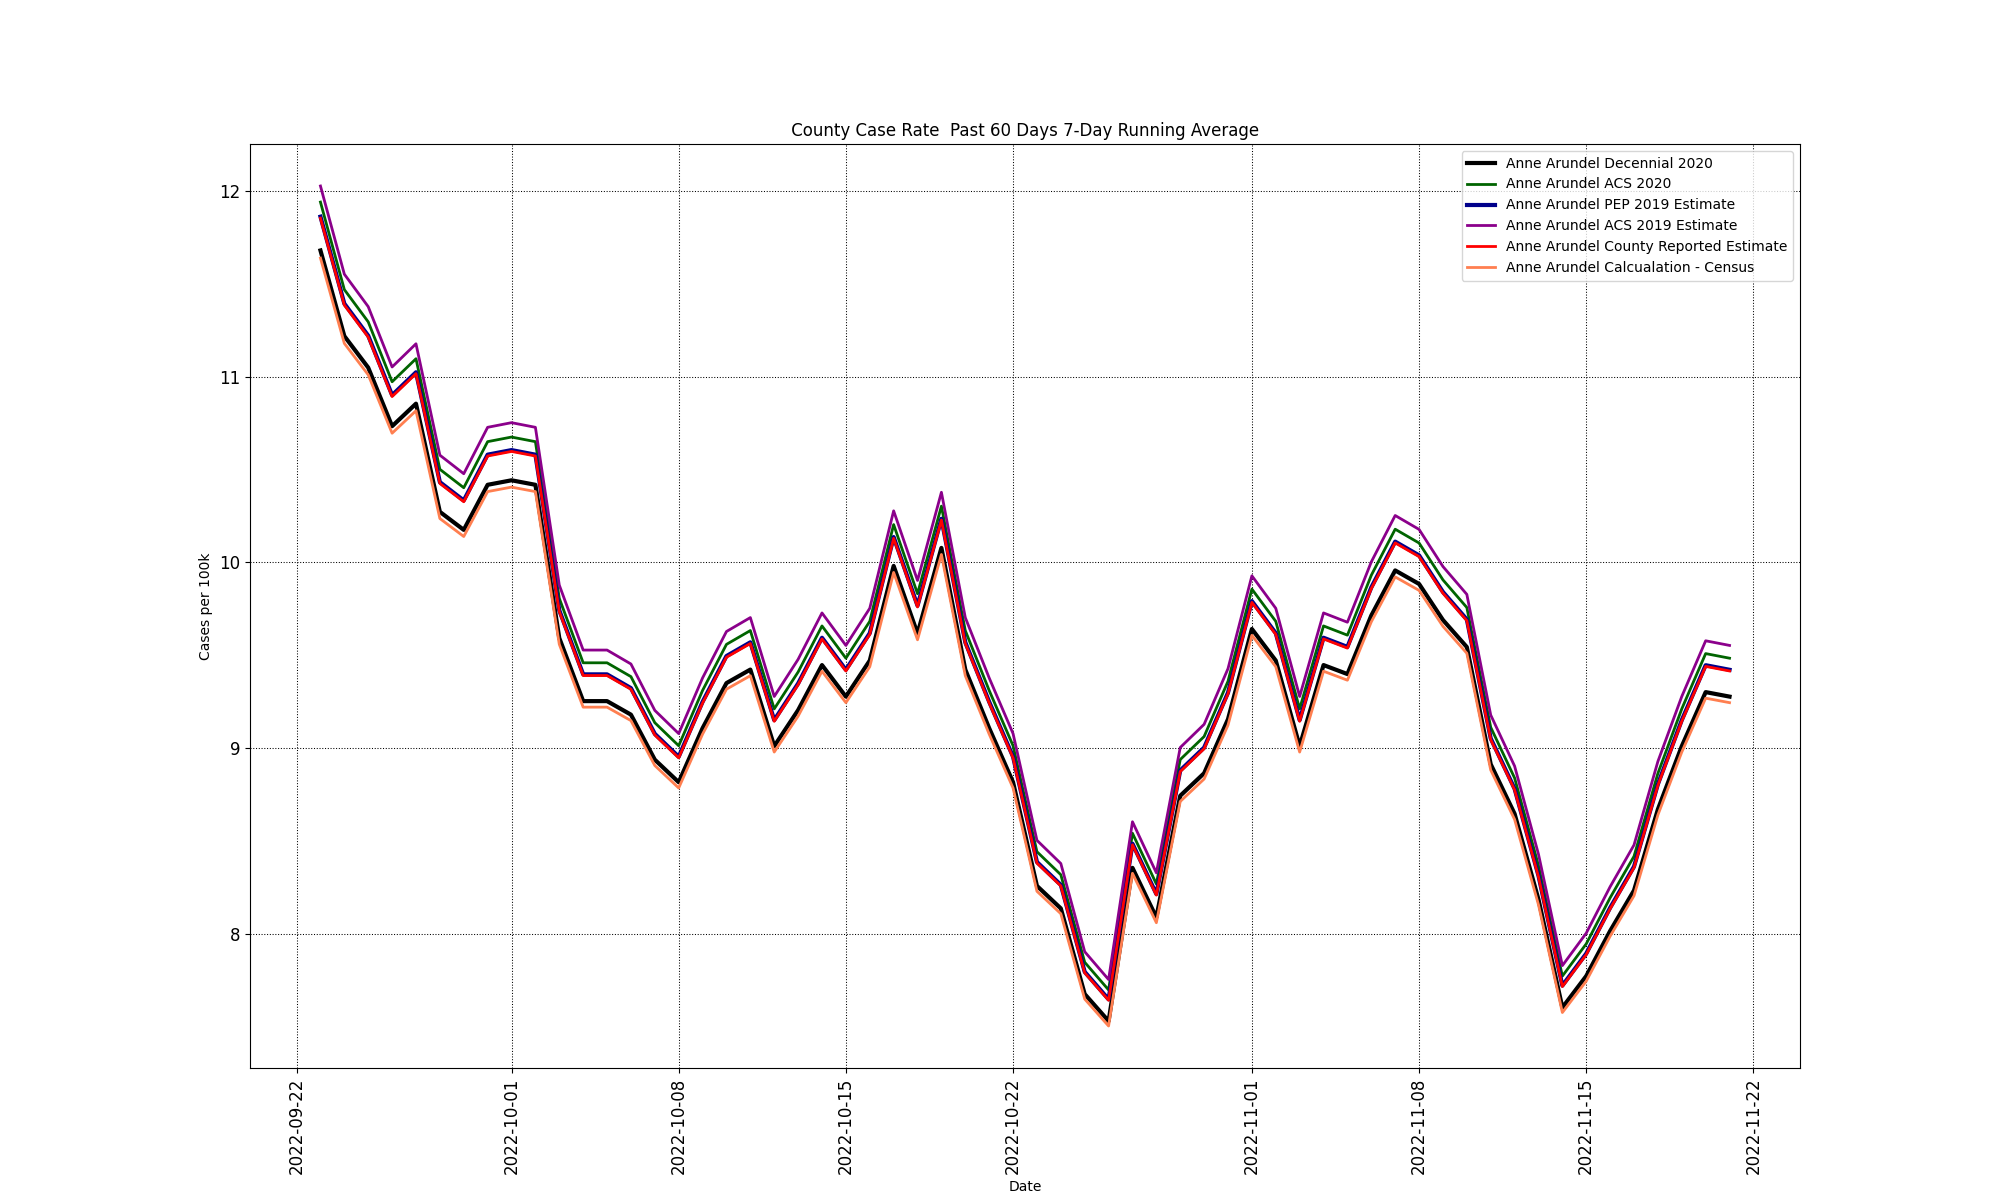 County Case Rate  Past 60 Days 7-Day Running Average
Anne Arundel Decennial 2020
Anne Arundel ACS 2020
Anne Arundel PEP 2019 Estimate
Anne Arundel ACS 2019 Estimate
Anne Arundel County Reported Estimate
Anne Arundel Calcualation - Census
Cases per 100k
12
11
10
9
8
2022-09-22
2022-10-01
2022-10-08
2022-10-15
2022-10-22
2022-11-01
2022-11-08
2022-11-15
2022-11-22
Date